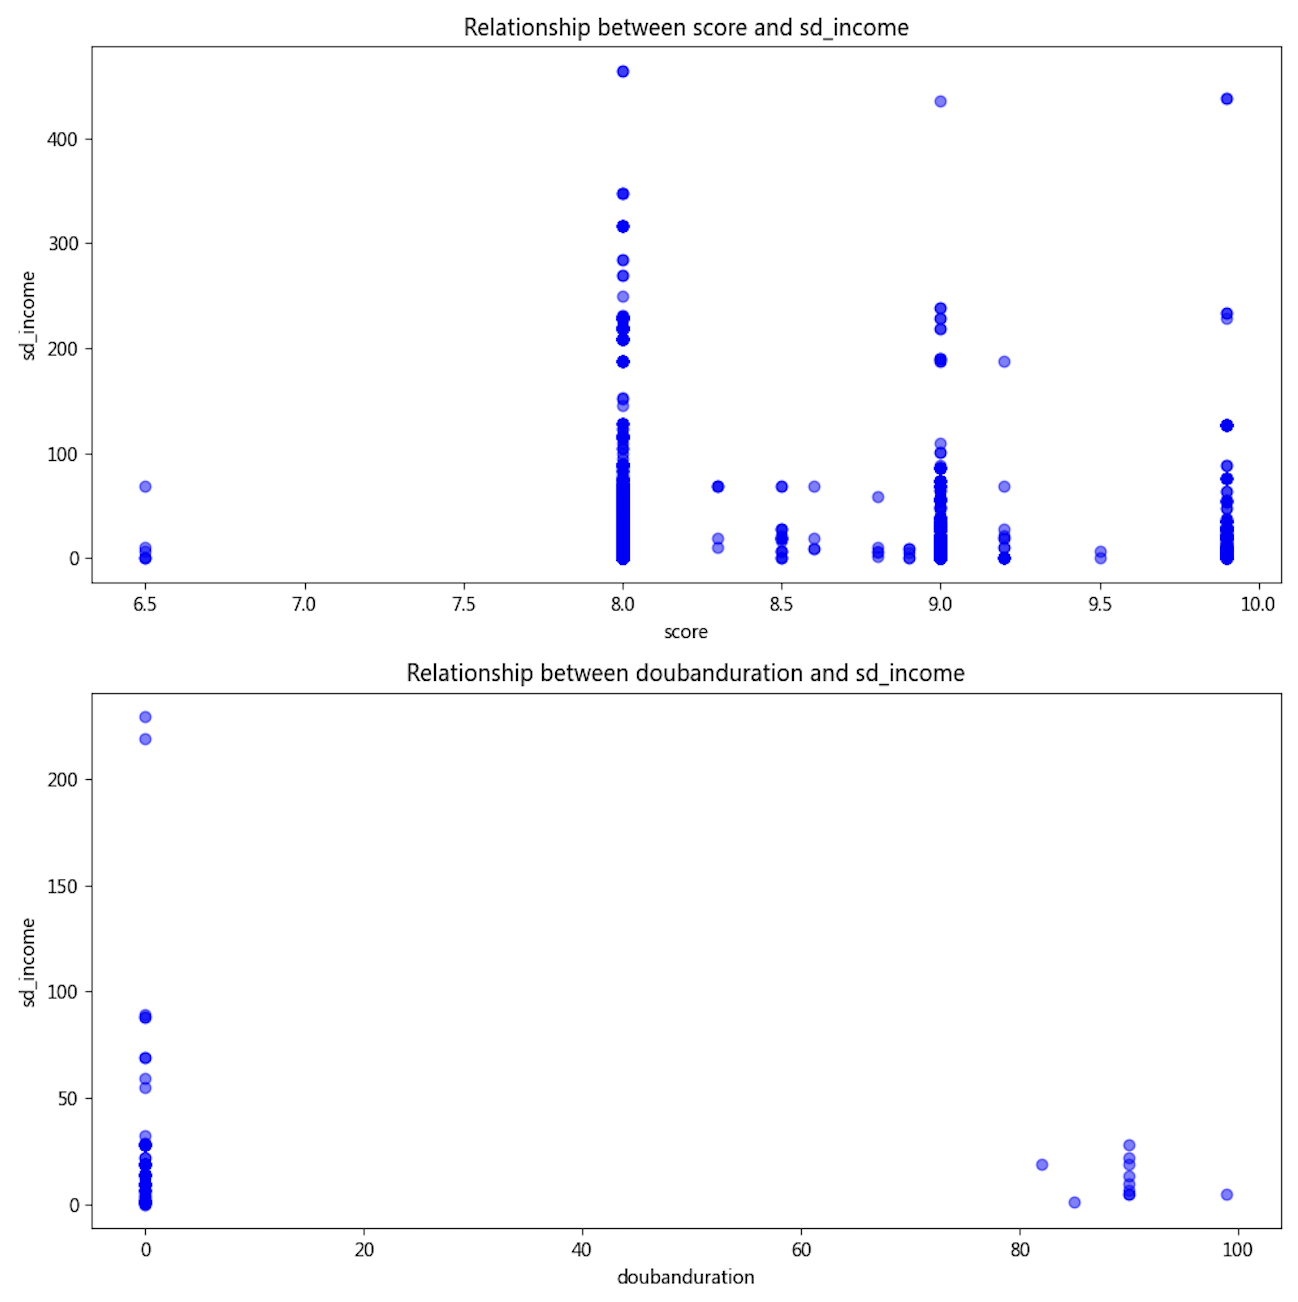 Relationship between score and sd_income
400
300
200
100
0
sd_income
6.5 7.0 7.5 8.0 8.5 9.0 9.5 10.0
score
Relationship between doubanduration and sd_income
200
150
100
50
0
sd_income
0 20 40 60 80 100
doubanduration